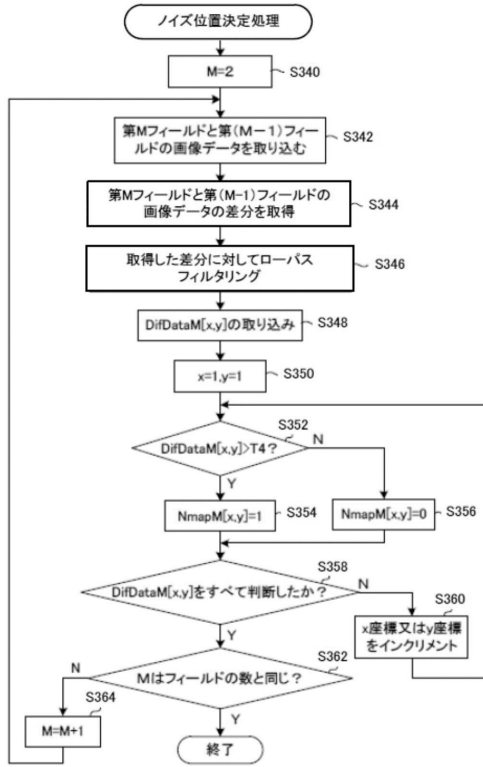 ノイズ位置決定処理
M=2
S340
第Mフィールドと第(M−1)フィー
ルドの画像データを取り込む
S342
第Mフィールドと第(M-1)フィールドの
画像データの差分を取得
S344
取得した差分に対してローパス
フィルタリング
S346
DifDataM[x,y]の取り込み
S348
x=1,y=1
S350
S352
DifDataM[x,y]>T4?
N
Y
NmapM[x,y]=1
S354
NmapM[x,y]=0
S356
S358
DifDataM[x,y]をすべて判断したか?
N
Y
S360
x座標又はy座標
をインクリメント
S362
Mはフィールドの数と同じ?
N
Y
S364
M=M+1
終了